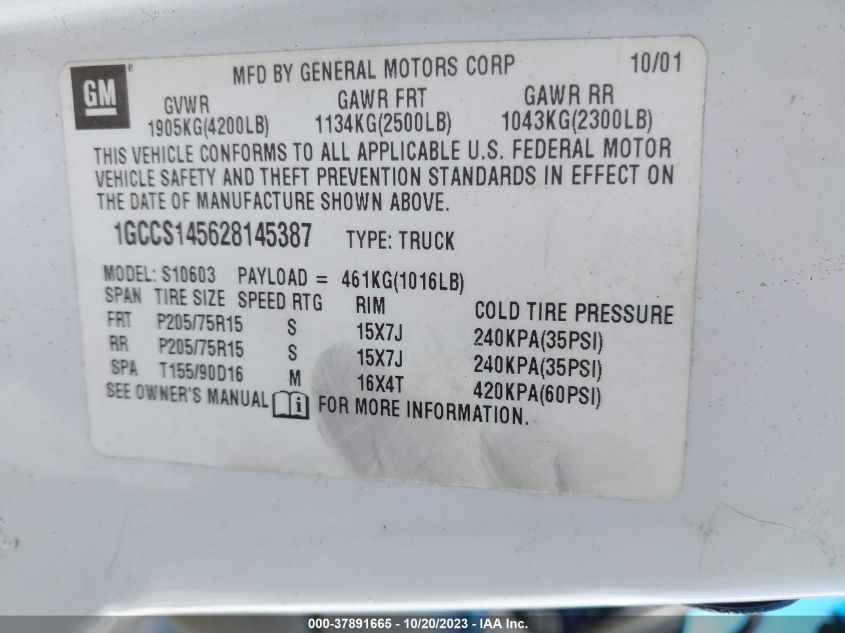 GM® MFD BY GENERAL MOTORS CORP 10/01
GVWR GAWR FRT GAWR RR
1905KG(4200LB) 1134KG(2500LB) 1043KG(2300LB)
THIS VEHICLE CONFORMS TO ALL APPLICABLE U.S. FEDERAL MOTOR
VEHICLE SAFETY AND THEFT PREVENTION STANDARDS IN EFFECT ON
THE DATE OF MANUFACTURE SHOWN ABOVE.
1GCCS145628145387 TYPE: TRUCK
MODEL: S10603 PAYLOAD = 461KG(1016LB)
SPAN TIRE SIZE SPEED RTG RIM COLD TIRE PRESSURE
FRT P205/75R15 S 15X7J 240KPA(35PSI)
RR P205/75R15 S 15X7J 240KPA(35PSI)
SPA T155/90D16 M 16X4T 420KPA(60PSI)
SEE OWNER'S MANUAL i FOR MORE INFORMATION.
000-37891665 - 10/20/2023 - IAA Inc.